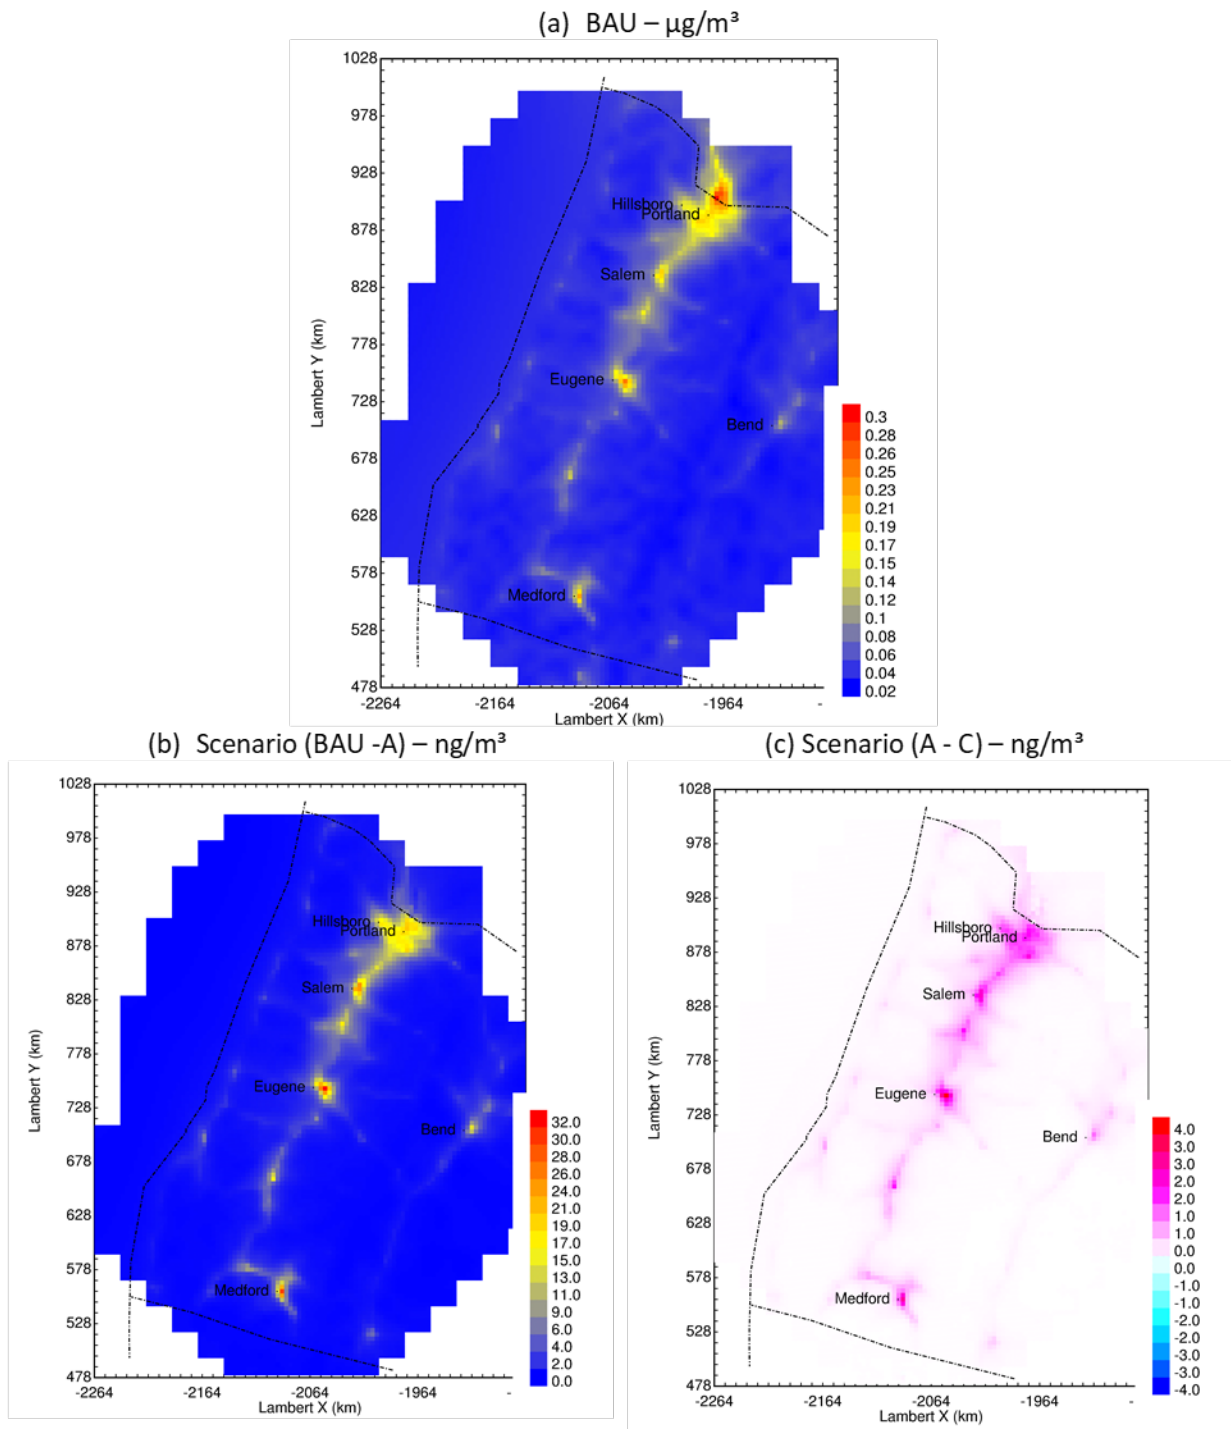 (a) BAU – µg/m³
1028
978
928
878
828
778
728
678
628
578
528
478
Lambert Y (km)
Hillsboro
Portland
Salem
Eugene
Bend
Medford
-2264 -2164 -2064 -1964 -
Lambert X (km)
0.3
0.28
0.26
0.25
0.23
0.21
0.19
0.17
0.15
0.14
0.12
0.1
0.08
0.06
0.04
0.02
(b) Scenario (BAU -A) – ng/m³
1028
978
928
878
828
778
728
678
628
578
528
478
Lambert Y (km)
Hillsboro
Portland
Salem
Eugene
Bend
Medford
-2264 -2164 -2064 -1964 -
Lambert X (km)
32.0
30.0
28.0
26.0
24.0
21.0
19.0
17.0
15.0
13.0
11.0
9.0
6.0
4.0
2.0
0.0
(c) Scenario (A - C) – ng/m³
1028
978
928
878
828
778
728
678
628
578
528
478
Lambert Y (km)
Hillsboro
Portland
Salem
Eugene
Bend
Medford
-2264 -2164 -2064 -1964 -
Lambert X (km)
4.0
3.0
3.0
2.0
2.0
1.0
1.0
0.0
0.0
-1.0
-1.0
-2.0
-2.0
-3.0
-3.0
-4.0